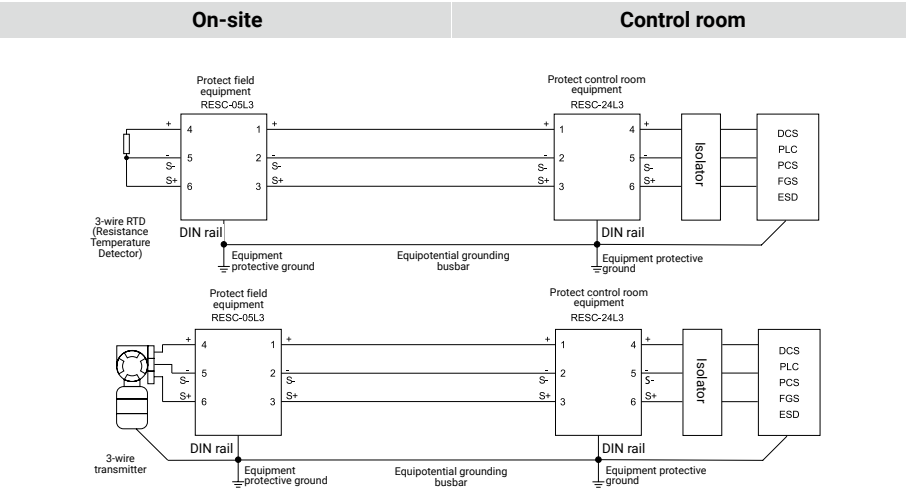 On-site
Control room
Protect field
equipment
RESC-05L3
Protect control room
equipment
RESC-24L3
+
4
1
+
+
1
4
+
-
5
2
-
-
2
5
-
S-
S-
S-
S-
S+
6
3
S+
S+
3
6
S+
Isolator
DCS
PLC
PCS
FGS
ESD
3-wire RTD
(Resistance
Temperature
Detector)
DIN rail
Equipment
protective ground
Equipotential grounding
busbar
DIN rail
Equipment protective
ground
Protect field
equipment
RESC-05L3
Protect control room
equipment
RESC-24L3
+
4
1
+
+
1
4
+
-
5
2
-
-
2
5
-
S-
S-
S-
S-
S+
6
3
S+
S+
3
6
S+
Isolator
DCS
PLC
PCS
FGS
ESD
3-wire
transmitter
DIN rail
Equipment
protective ground
Equipotential grounding
busbar
DIN rail
Equipment protective
ground